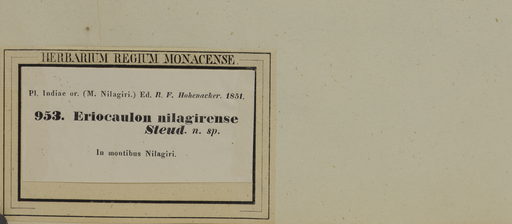 HERBARIUM REGIUM MONACENSE.
Pl. Indiae or. (M. Nilagiri.) Ed. R. F. Hohenacker. 1851.
953. Eriocaulon nilagirense
Steud. n. sp.
In montibus Nilagiri.